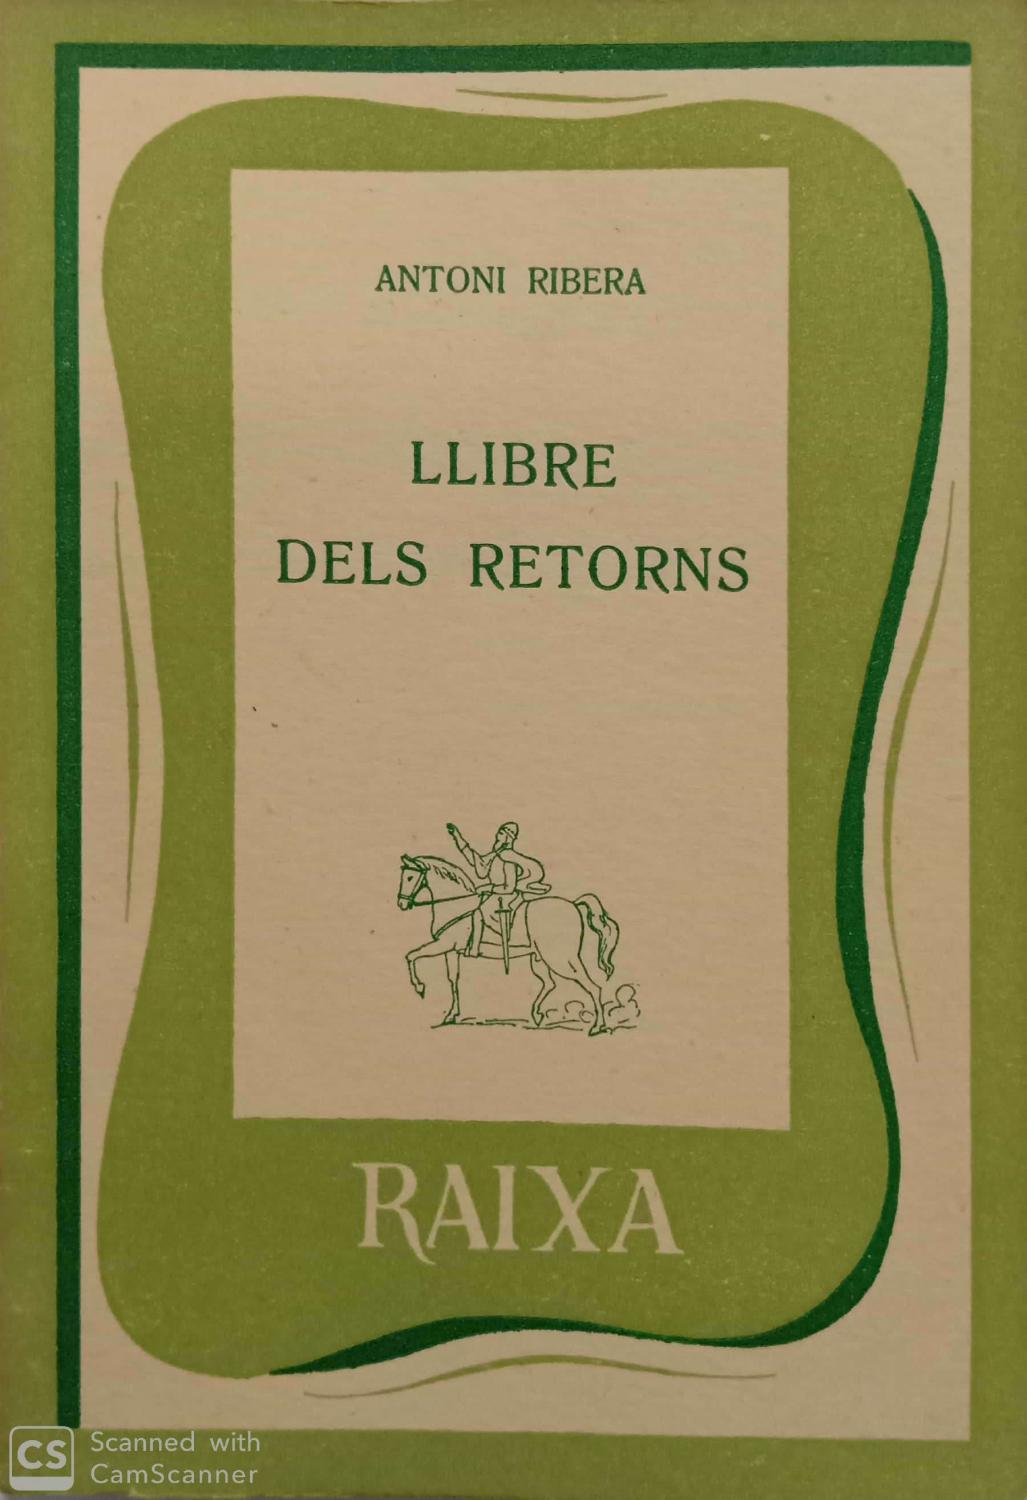 ANTONI RIBERA
LLIBRE
DELS RETORNS
RAIXA
CS
Scanned with
CamScanner